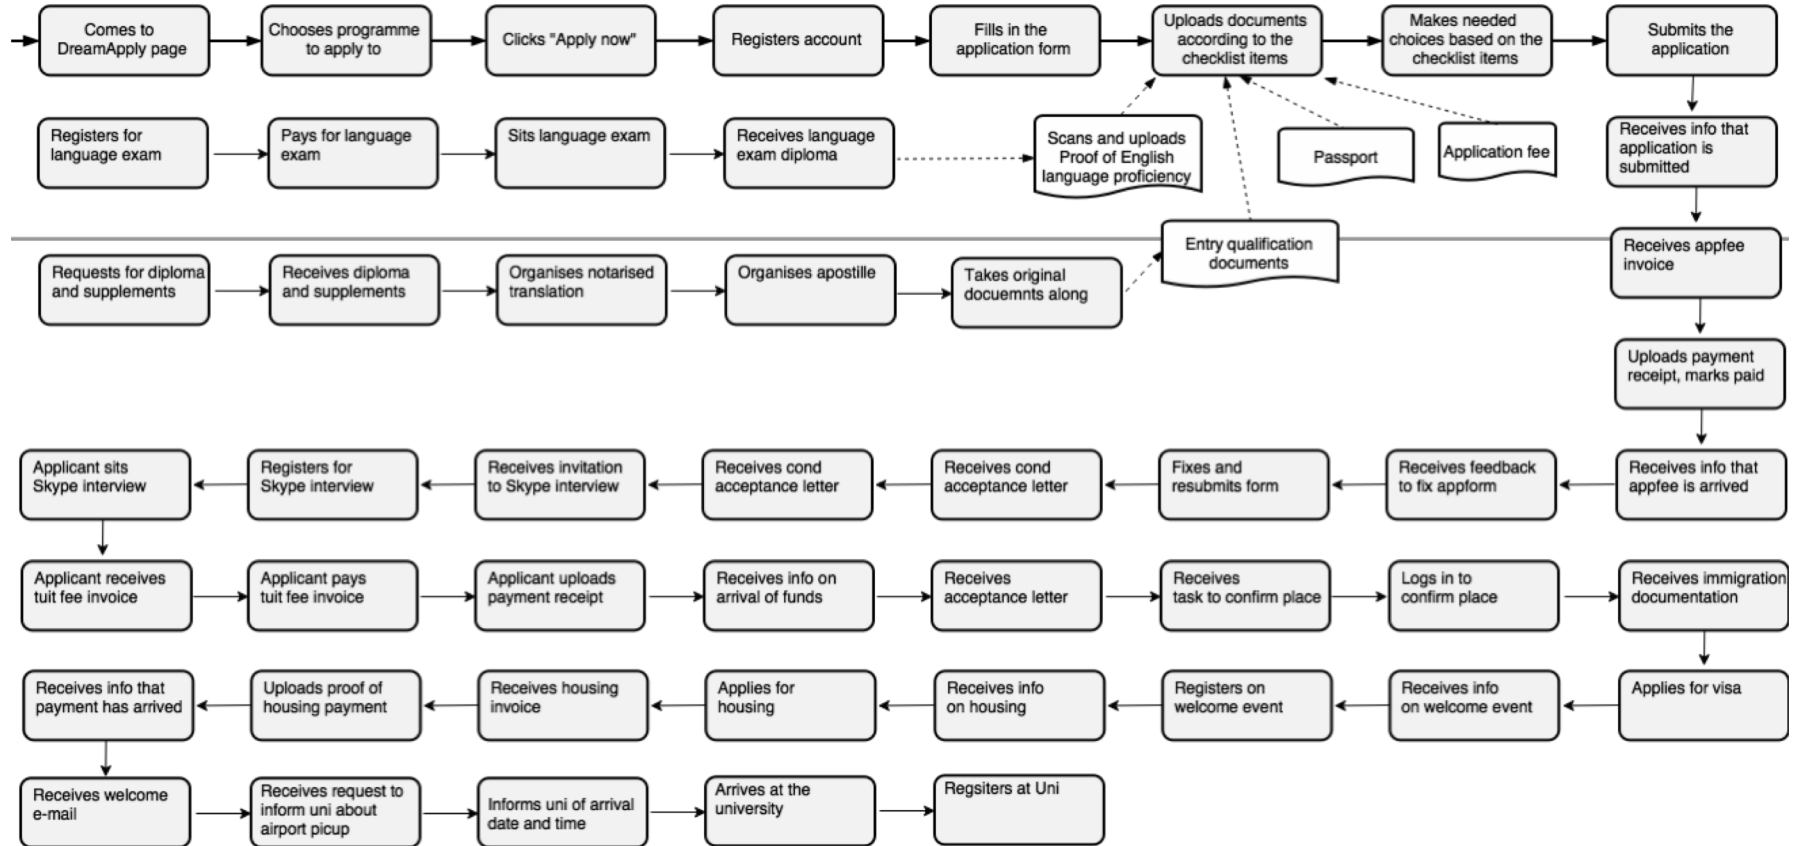 Comes to
DreamApply page
Chooses programme
to apply to
Clicks "Apply now"
Registers account
Fills in the
application form
Uploads documents
according to the
checklist items
Makes needed
choices based on the
checklist items
Submits the
application
Registers for
language exam
Pays for language
exam
Sits language exam
Receives language
exam diploma
Scans and uploads
Proof of English
language proficiency
Passport
Application fee
Receives info that
application is
submitted
Requests for diploma
and supplements
Receives diploma
and supplements
Organises notarised
translation
Organises apostille
Takes original
docuemnts along
Entry qualification
documents
Receives appfee
invoice
Uploads payment
receipt, marks paid
Applicant sits
Skype interview
Registers for
Skype interview
Receives invitation
to Skype interview
Receives cond
acceptance letter
Receives cond
acceptance letter
Fixes and
resubmits form
Receives feedback
to fix appform
Receives info that
appfee is arrived
Applicant receives
tuit fee invoice
Applicant pays
tuit fee invoice
Applicant uploads
payment receipt
Receives info on
arrival of funds
Receives
acceptance letter
Receives
task to confirm place
Logs in to
confirm place
Receives immigration
documentation
Receives info that
payment has arrived
Uploads proof of
housing payment
Receives housing
invoice
Applies for
housing
Receives info
on housing
Registers on
welcome event
Receives info
on welcome event
Applies for visa
Receives welcome
e-mail
Receives request to
inform uni about
airport picup
Informs uni of arrival
date and time
Arrives at the
university
Regsiters at Uni